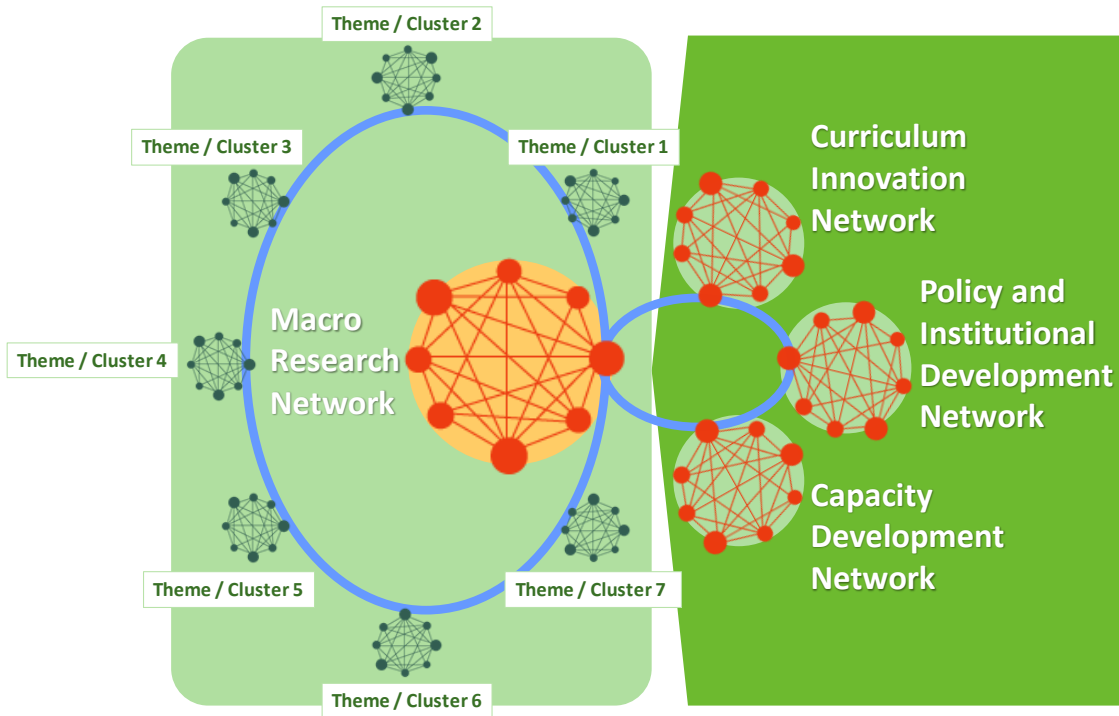 Theme / Cluster 2
Theme / Cluster 3
Theme / Cluster 1
Curriculum
Innovation
Network
Macro
Research
Network
Policy and
Institutional
Development
Network
Theme / Cluster 4
Capacity
Development
Network
Theme / Cluster 5
Theme / Cluster 7
Theme / Cluster 6